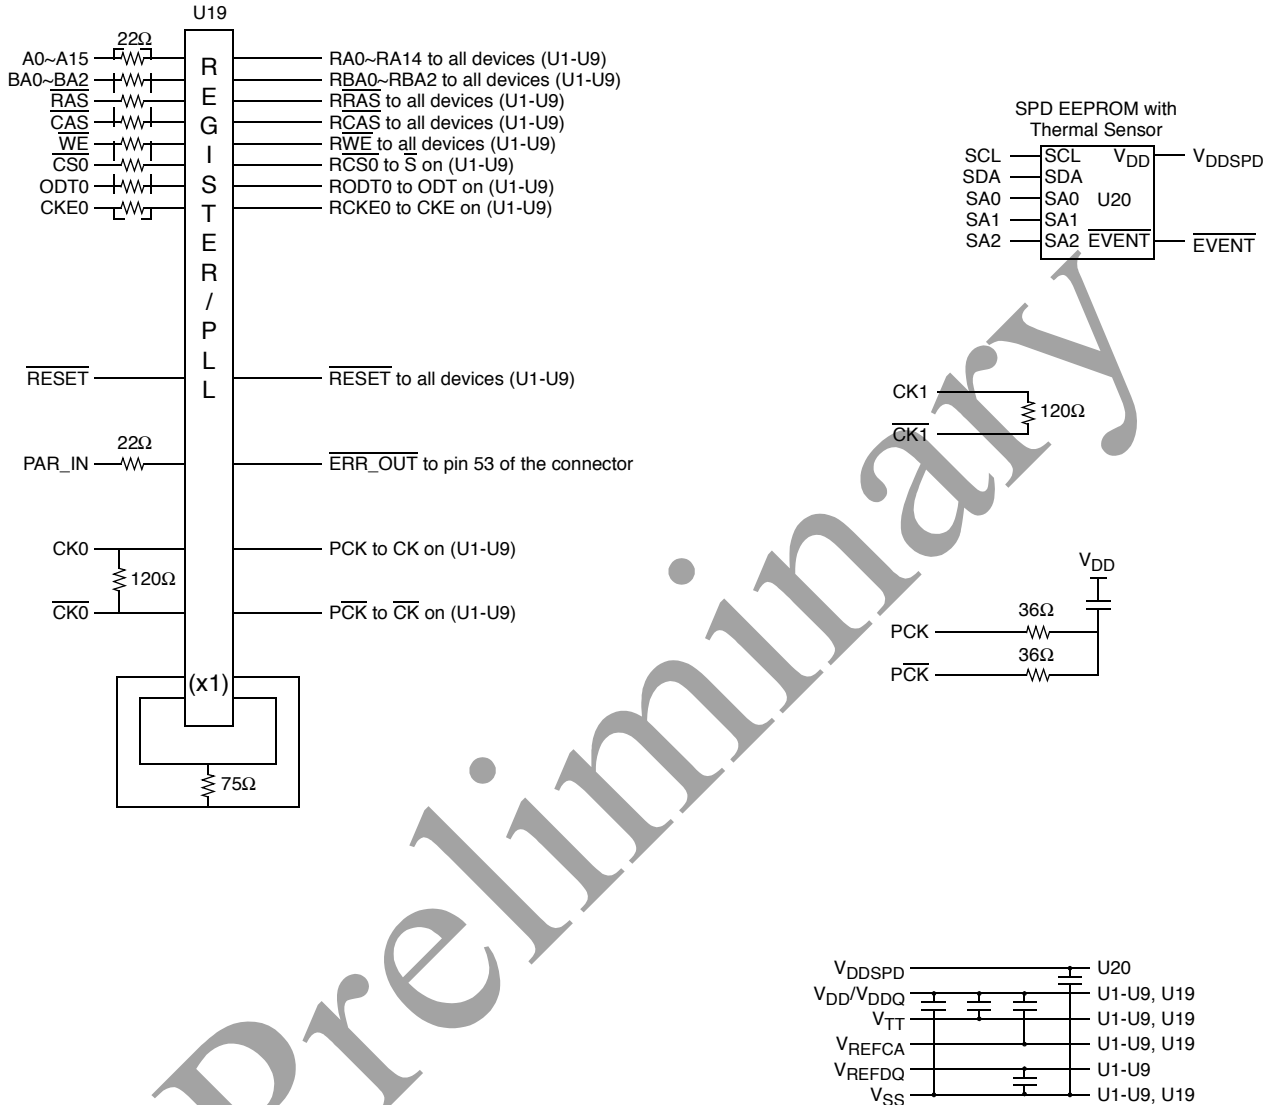 U19
22Ω
A0~A15
BA0~BA2
RAS
CAS
WE
CS0
ODT0
CKE0
REGISTER/PLL
RA0~RA14 to all devices (U1-U9)
RBA0~RBA2 to all devices (U1-U9)
RRAS to all devices (U1-U9)
RCAS to all devices (U1-U9)
RWE to all devices (U1-U9)
RCS0 to S on (U1-U9)
RODT0 to ODT on (U1-U9)
RCKE0 to CKE on (U1-U9)
RESET
RESET to all devices (U1-U9)
22Ω
PAR_IN
ERR_OUT to pin 53 of the connector
CK0
PCK to CK on (U1-U9)
120Ω
CK0
PCK to CK on (U1-U9)
(x1)
75Ω
SPD EEPROM with
Thermal Sensor
SCL SCL VDD VDDSPD
SDA SDA
SA0 SA0 U20
SA1 SA1
SA2 SA2 EVENT EVENT
CK1
120Ω
CK1
VDD
36Ω
PCK
36Ω
PCK
VDDSPD U20
VDD/VDDQ U1-U9, U19
VTT U1-U9, U19
VREFCA U1-U9, U19
VREFDQ U1-U9
VSS U1-U9, U19
Preliminary